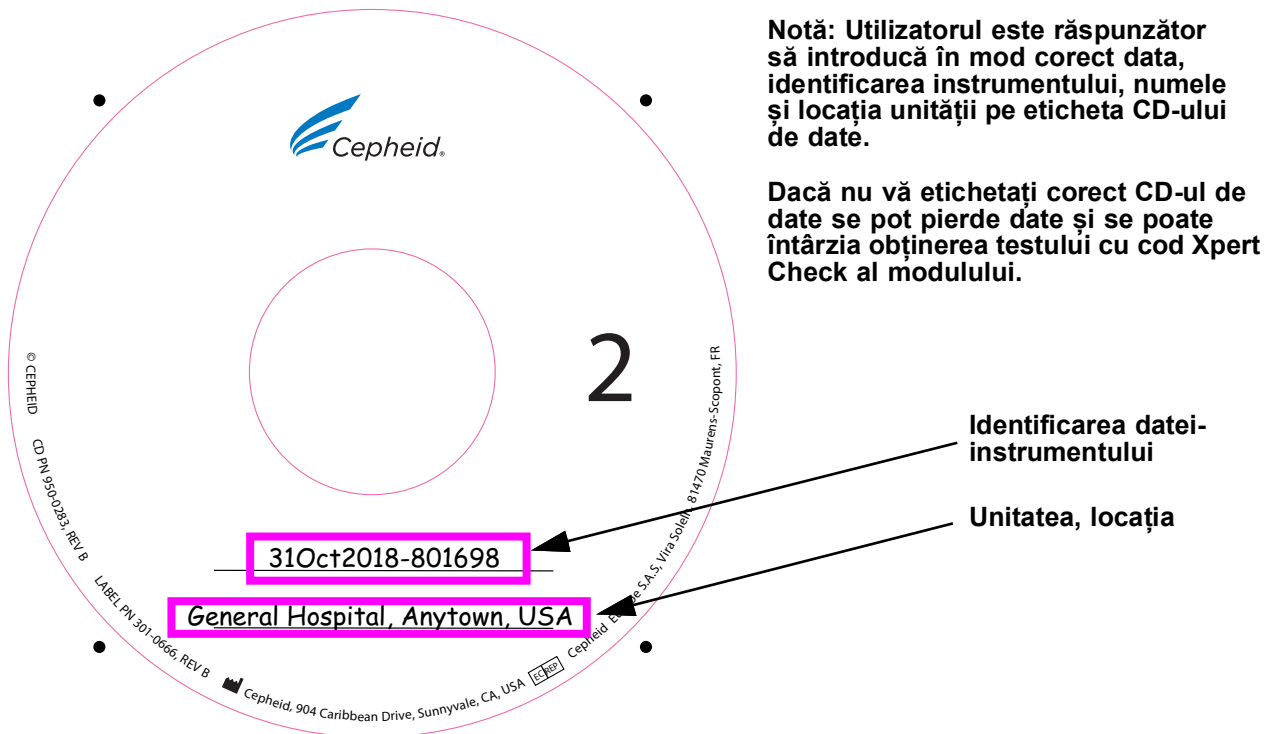 Notă: Utilizatorul este răspunzător
să introducă în mod corect data,
identificarea instrumentului, numele
și locația unității pe eticheta CD-ului
de date.
Dacă nu vă etichetați corect CD-ul de
date se pot pierde date și se poate
întârzia obținerea testului cu cod Xpert
Check al modulului.
Cepheid®
2
Identificarea datei-
instrumentului
Unitatea, locația
31Oct2018-801698
General Hospital, Anytown, USA
© CEPHEID CD PN 950-0283, REV B LABEL PN 301-0666, REV B Cepheid, 904 Caribbean Drive, Sunnyvale, CA, USA EC REP Cepheid Europe S.A.S, Vira Soleih, 81470 Maurens-Scopont, FR